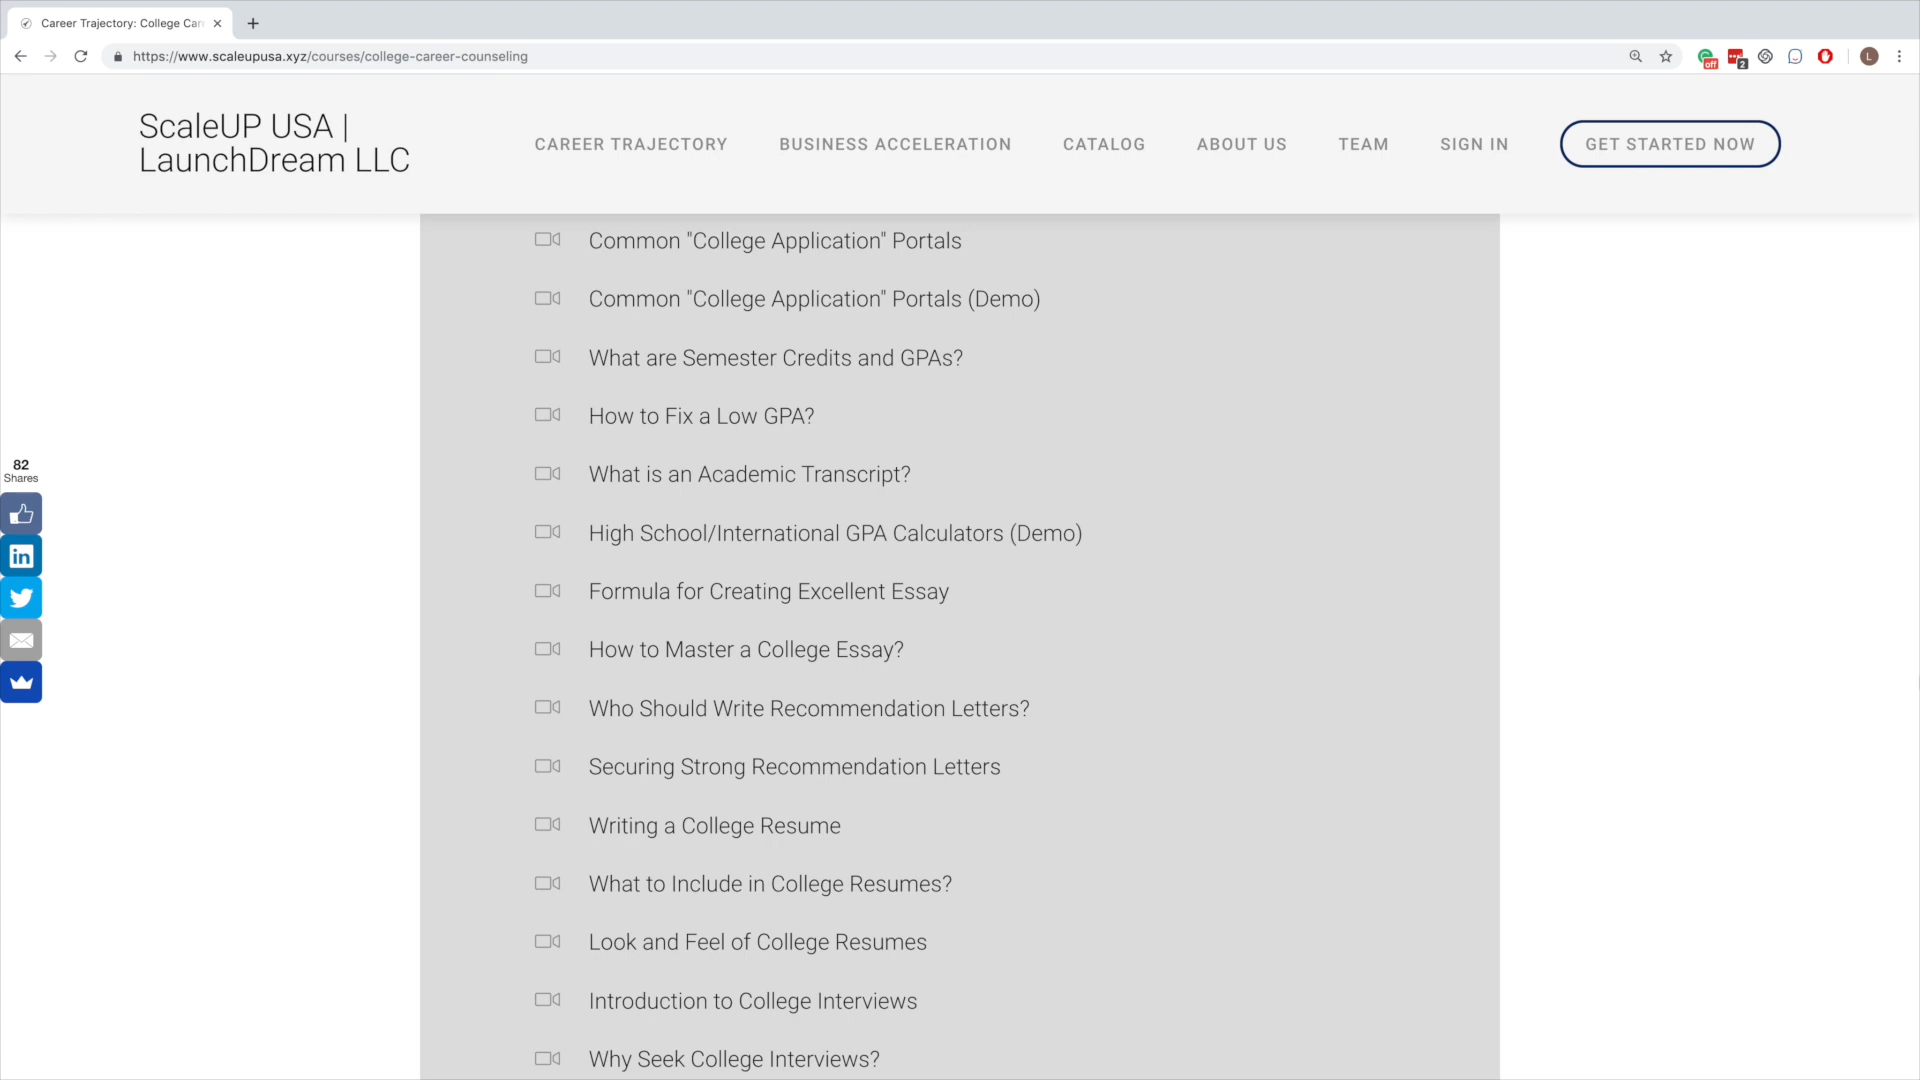 Career Trajectory: College Car
https://www.scaleupusa.xyz/courses/college-career-counseling
off
2
L
ScaleUP USA |
LaunchDream LLC
CAREER TRAJECTORY
BUSINESS ACCELERATION
CATALOG
ABOUT US
TEAM
SIGN IN
GET STARTED NOW
Common "College Application" Portals
Common "College Application" Portals (Demo)
What are Semester Credits and GPAs?
How to Fix a Low GPA?
What is an Academic Transcript?
High School/International GPA Calculators (Demo)
Formula for Creating Excellent Essay
How to Master a College Essay?
Who Should Write Recommendation Letters?
Securing Strong Recommendation Letters
Writing a College Resume
What to Include in College Resumes?
Look and Feel of College Resumes
Introduction to College Interviews
Why Seek College Interviews?
82
Shares
in